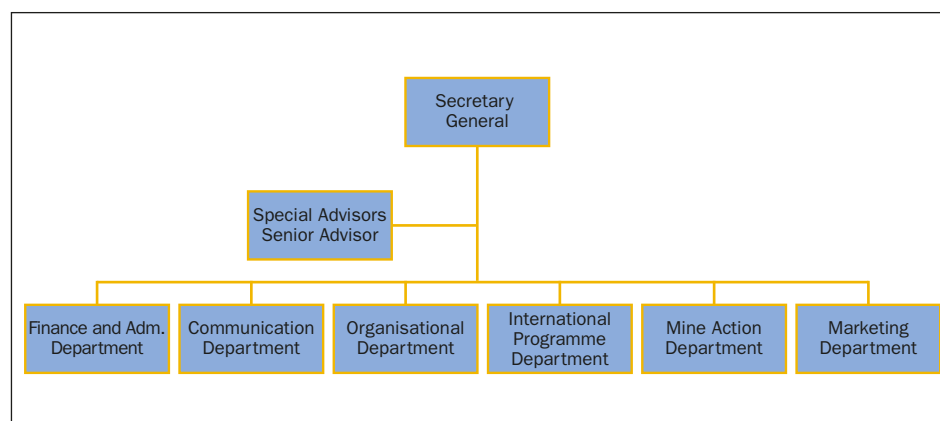 Secretary
General
Special Advisors
Senior Advisor
Finance and Adm.
Department
Communication
Department
Organisational
Department
International
Programme
Department
Mine Action
Department
Marketing
Department